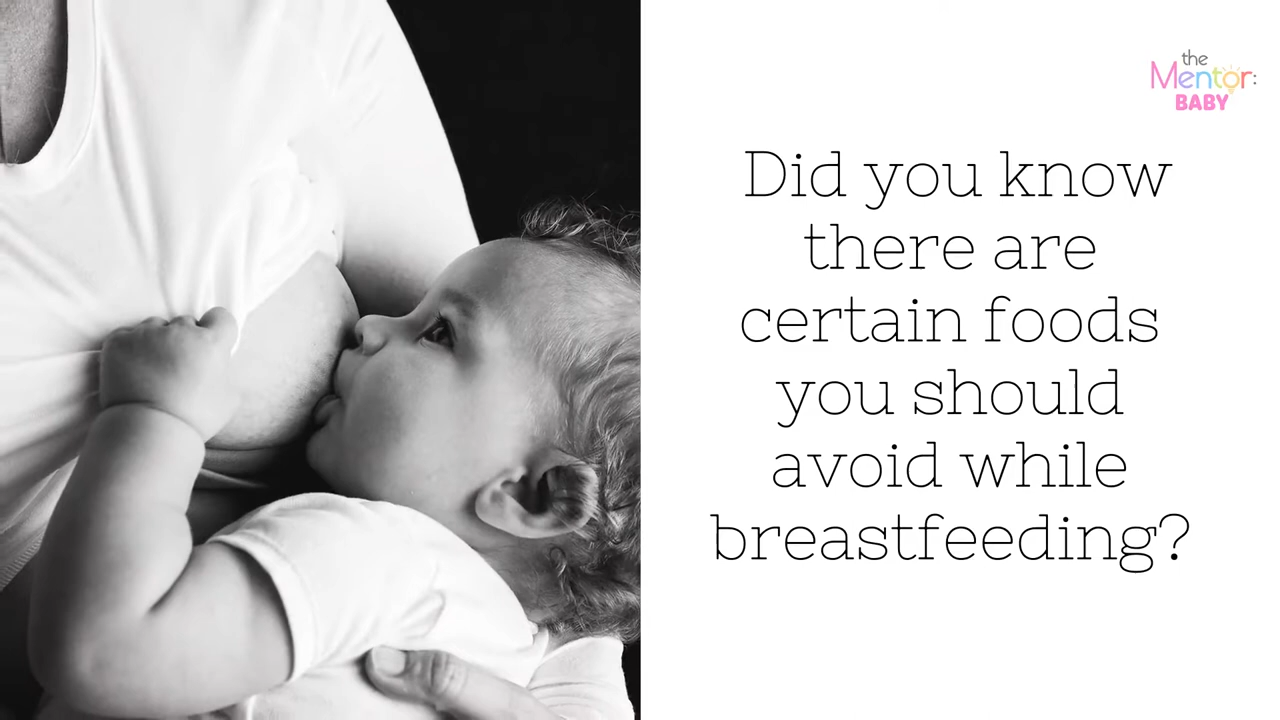 the
Mentor:
BABY
Did you know
there are
certain foods
you should
avoid while
breastfeeding?